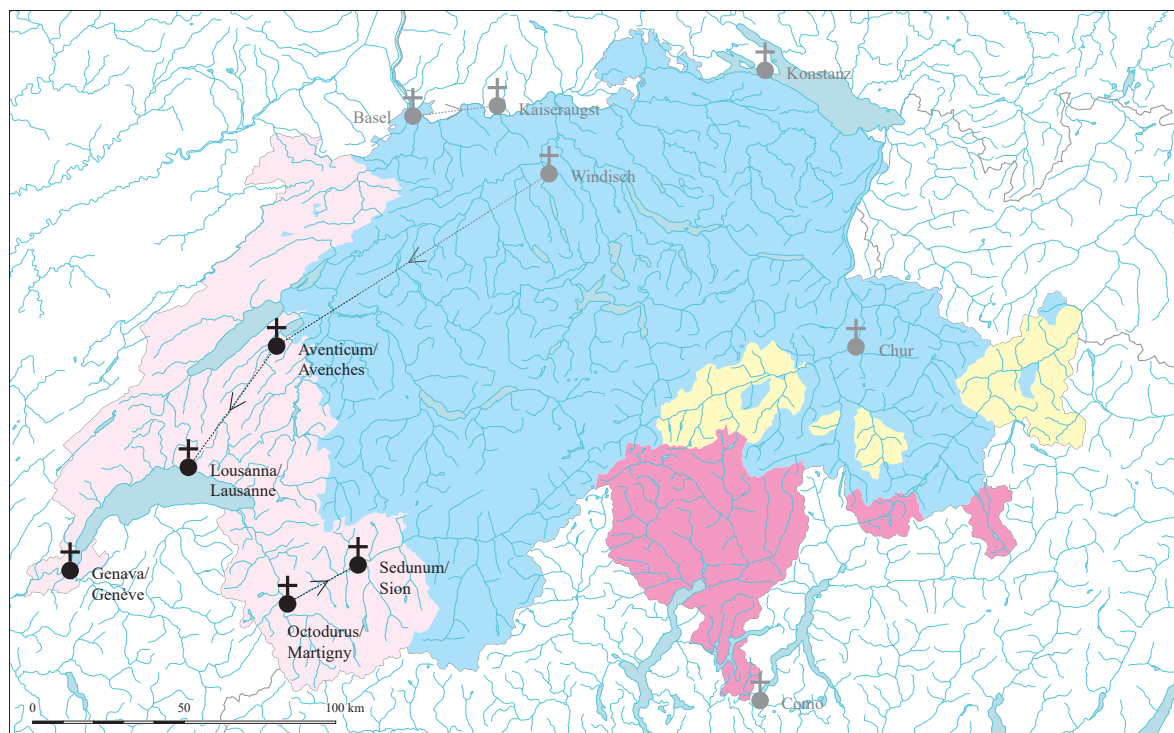 Konstanz
Basel
Kaiseraugst
Windisch
Aventicum/
Avenches
Chur
Lousanna/
Lausanne
Sedunum/
Sion
Genava/
Genève
Octodurus/
Martigny
Como
0 50 100 km